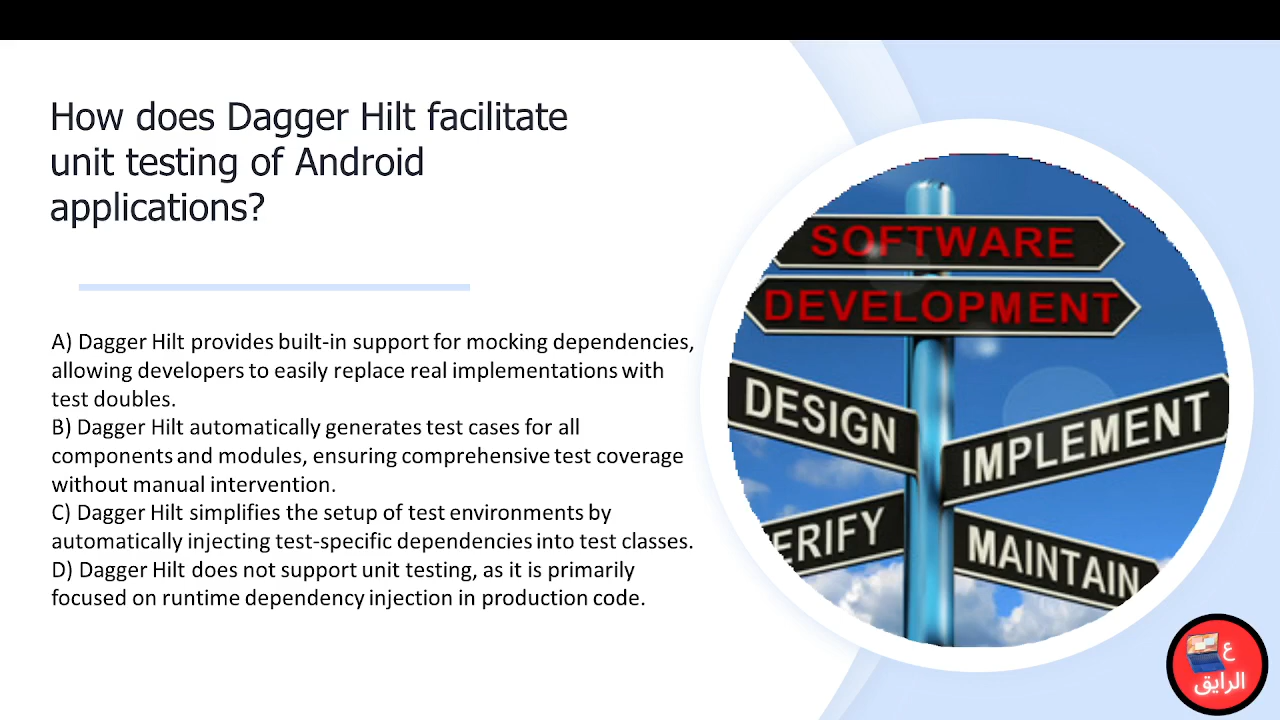 How does Dagger Hilt facilitate
unit testing of Android
applications?
A) Dagger Hilt provides built-in support for mocking dependencies,
allowing developers to easily replace real implementations with
test doubles.
B) Dagger Hilt automatically generates test cases for all
components and modules, ensuring comprehensive test coverage
without manual intervention.
C) Dagger Hilt simplifies the setup of test environments by
automatically injecting test-specific dependencies into test classes.
D) Dagger Hilt does not support unit testing, as it is primarily
focused on runtime dependency injection in production code.
SOFTWARE
DEVELOPMENT
DESIGN
IMPLEMENT
ERIFY
MAINTAIN
ع
الرايق